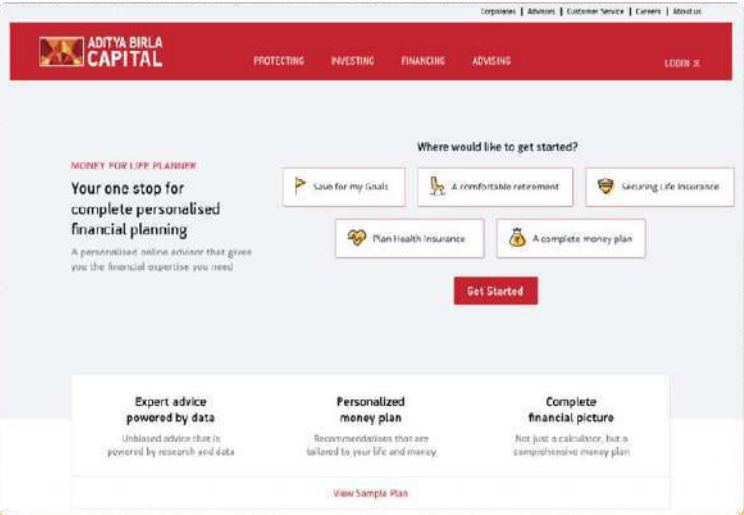 Corporates | Advisors | Customer Service | Careers | About us
ADITYA BIRLA
CAPITAL
PROTECTING INVESTING FINANCING ADVISING
LOGIN
MONEY FOR LIFE PLANNER
Your one stop for
complete personalised
financial planning
A personalised online advisor that gives
you the financial expertise you need
Where would like to get started?
Save for my Goals
A comfortable retirement
Securing Life Insurance
Plan Health Insurance
A complete money plan
Get Started
Expert advice
powered by data
Unbiased advice that is
powered by research and data
Personalized
money plan
Recommendations that are
tailored to your life and money
Complete
financial picture
Not just a calculator, but a
comprehensive money plan
View Sample Plan